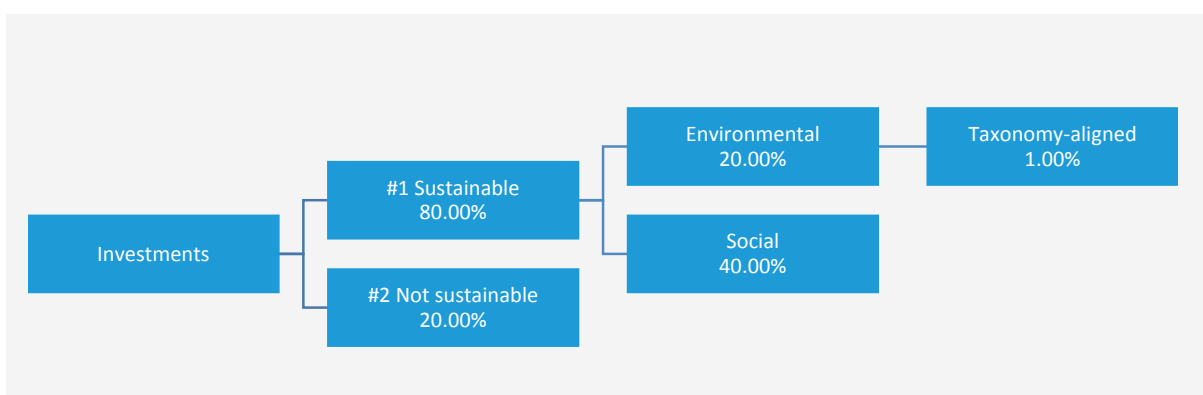 Investments
#1 Sustainable
80.00%
#2 Not sustainable
20.00%
Environmental
20.00%
Social
40.00%
Taxonomy-aligned
1.00%